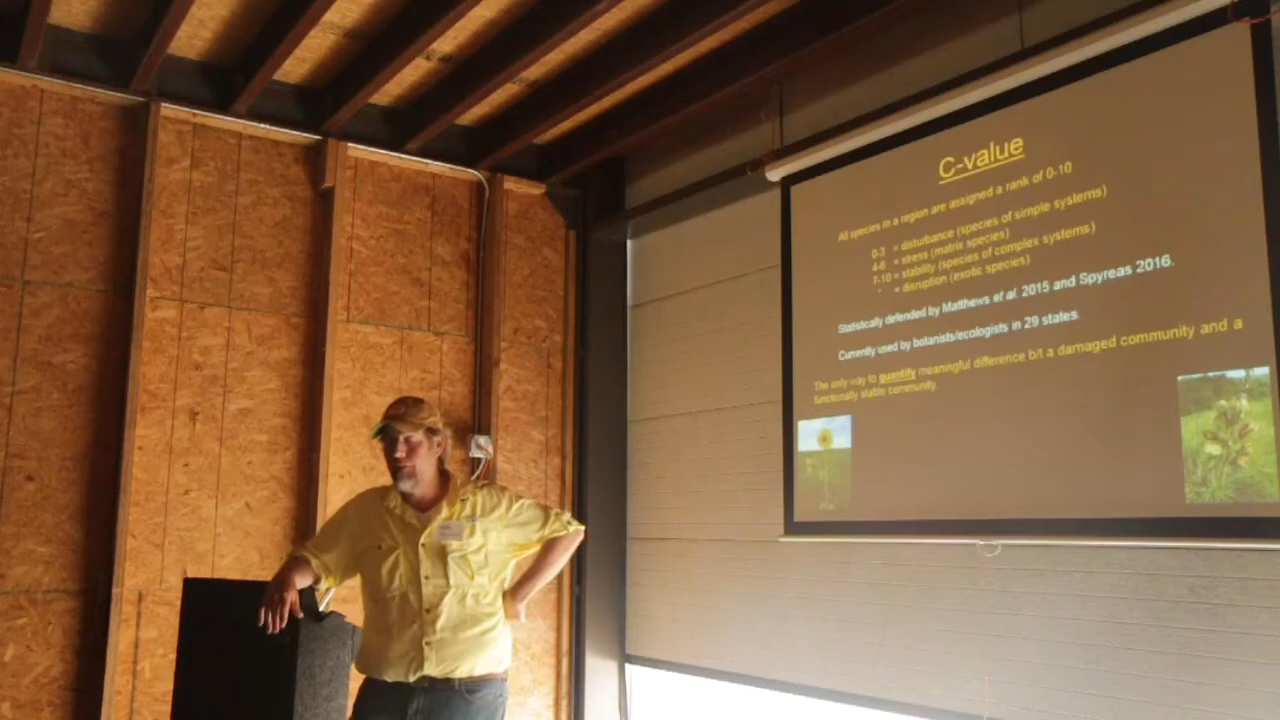 C-value
All species in a region are assigned a rank of 0-10
0-3 = disturbance (species of simple systems)
4-6 = stress (matrix species)
7-10 = stability (species of complex systems)
* = disruption (exotic species)
Statistically defended by Matthews et al. 2015 and Spyreas 2016.
Currently used by botanists/ecologists in 29 states.
The only way to quantify meaningful difference b/t a damaged community and a
functionally stable community.